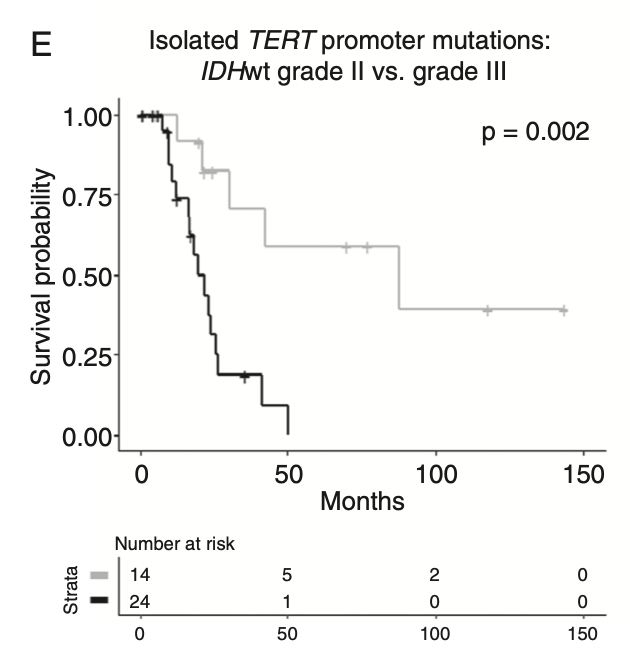 E
Isolated TERT promoter mutations:
IDHwt grade II vs. grade III
p = 0.002
Survival probability
1.00
0.75
0.50
0.25
0.00
0 50 100 150
Months
Number at risk
Strata
14 5 2 0
24 1 0 0
0 50 100 150